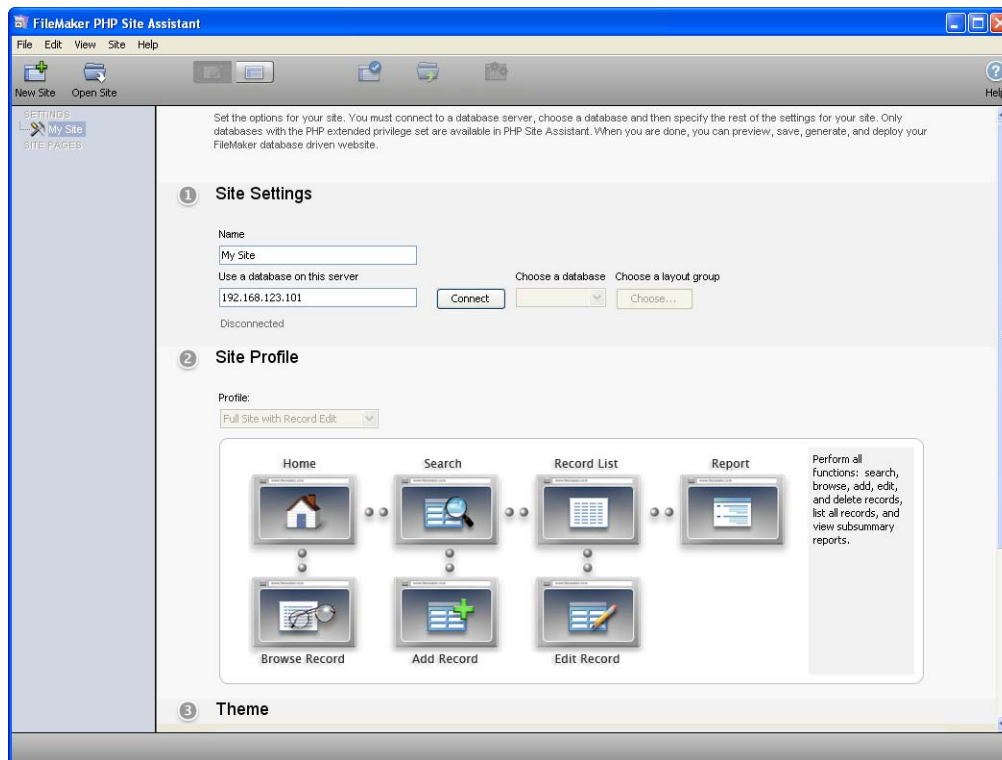 FileMaker PHP Site Assistant
File Edit View Site Help
New Site Open Site Help
SETTINGS
My Site
SITE PAGES
Set the options for your site. You must connect to a database server, choose a database and then specify the rest of the settings for your site. Only
databases with the PHP extended privilege set are available in PHP Site Assistant. When you are done, you can preview, save, generate, and deploy your
FileMaker database driven website.
1 Site Settings
Name
My Site
Use a database on this server Choose a database Choose a layout group
192.168.123.101 Connect Choose...
Disconnected
2 Site Profile
Profile:
Full Site with Record Edit
Home Search Record List Report
Perform all
functions: search,
browse, add, edit,
and delete records,
list all records, and
view subsummary
reports.
Browse Record Add Record Edit Record
3 Theme